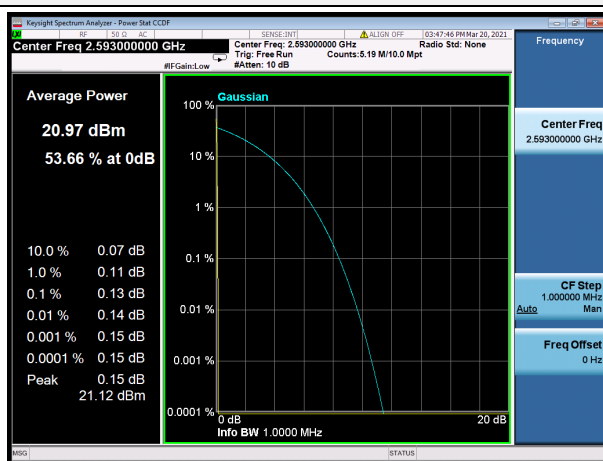 Keysight Spectrum Analyzer - Power Stat CCDF
RF 50 Ω AC SENSE:INT ALIGN OFF 03:47:46 PM Mar 20, 2021
Center Freq 2.593000000 GHz
Center Freq: 2.593000000 GHz Radio Std: None
Trig: Free Run Counts:5.19 M/10.0 Mpt
#IFGain:Low #Atten: 10 dB
Frequency
Average Power
20.97 dBm
53.66 % at 0dB
10.0 % 0.07 dB
1.0 % 0.11 dB
0.1 % 0.13 dB
0.01 % 0.14 dB
0.001 % 0.15 dB
0.0001 % 0.15 dB
Peak 0.15 dB
21.12 dBm
Gaussian
100 %
10 %
1 %
0.1 %
0.01 %
0.001 %
0.0001 %
0 dB 20 dB
Info BW 1.0000 MHz
Center Freq
2.593000000 GHz
CF Step
1.000000 MHz
Auto Man
Freq Offset
0 Hz
MSG STATUS